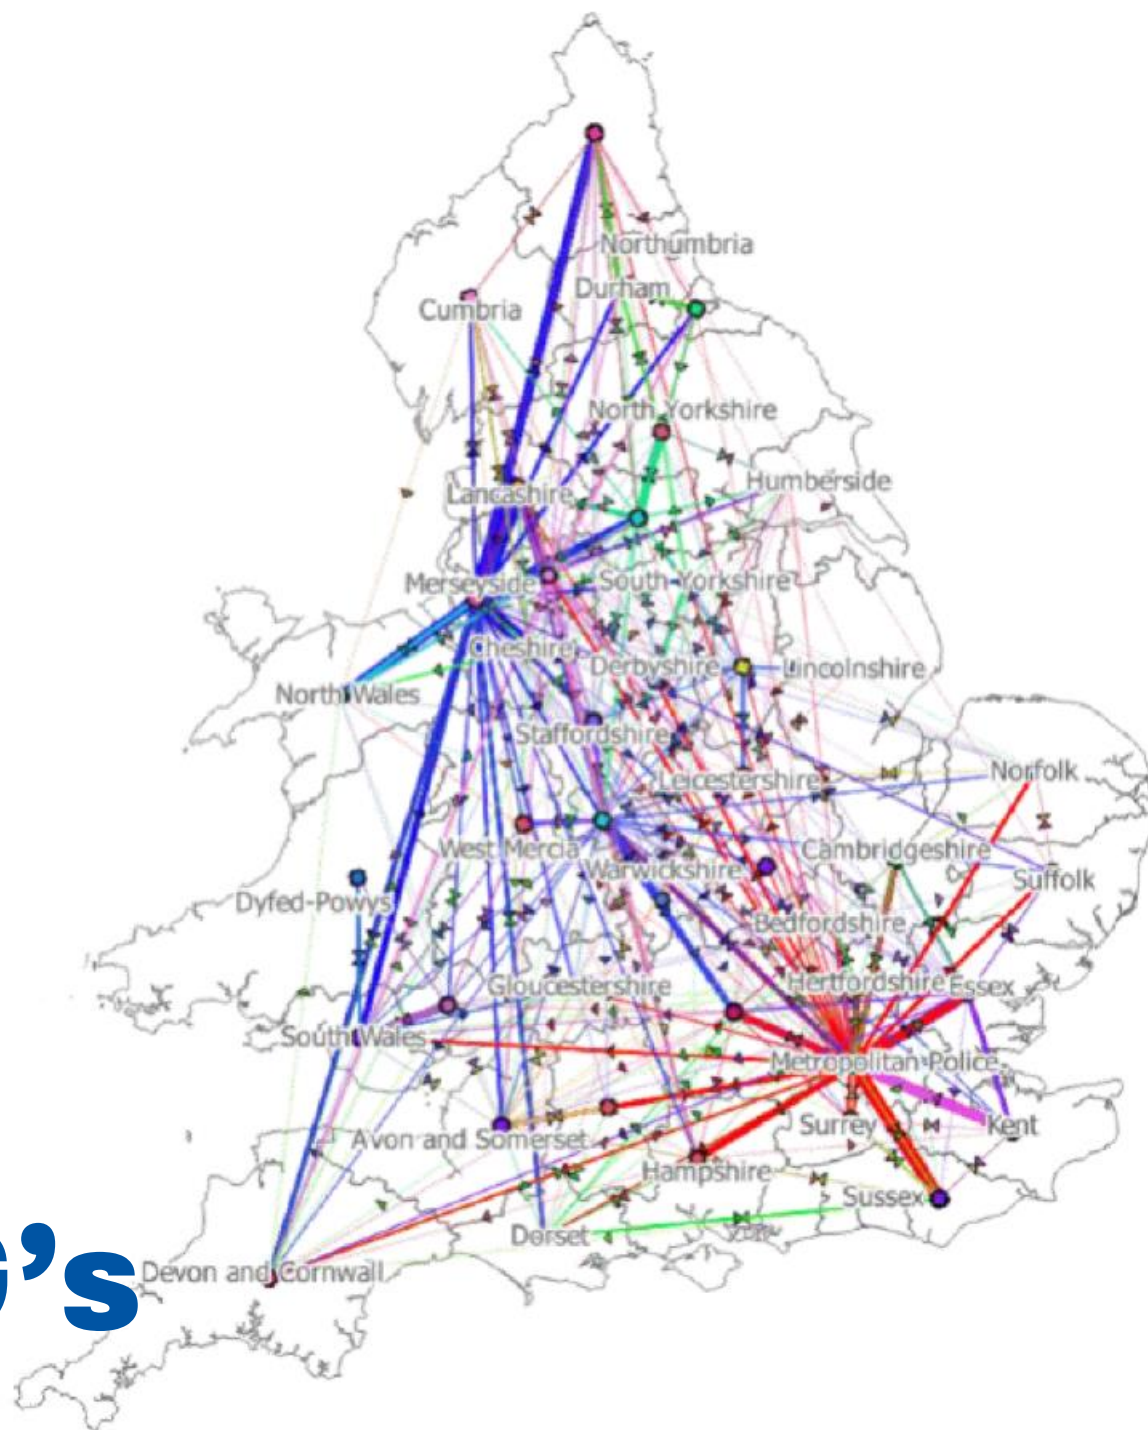 Northumbria
Durham
Cumbria
North Yorkshire
Humberside
Lancashire
Merseyside
South Yorkshire
Cheshire
Derbyshire
Lincolnshire
North Wales
Staffordshire
Leicestershire
Norfolk
West Mercia
Warwickshire
Cambridgeshire
Suffolk
Dyfed-Powys
Bedfordshire
Gloucestershire
Hertfordshire
Essex
South Wales
Metropolitan Police
Avon and Somerset
Surrey
Kent
Hampshire
Sussex
Dorset
Devon and Cornwall
's